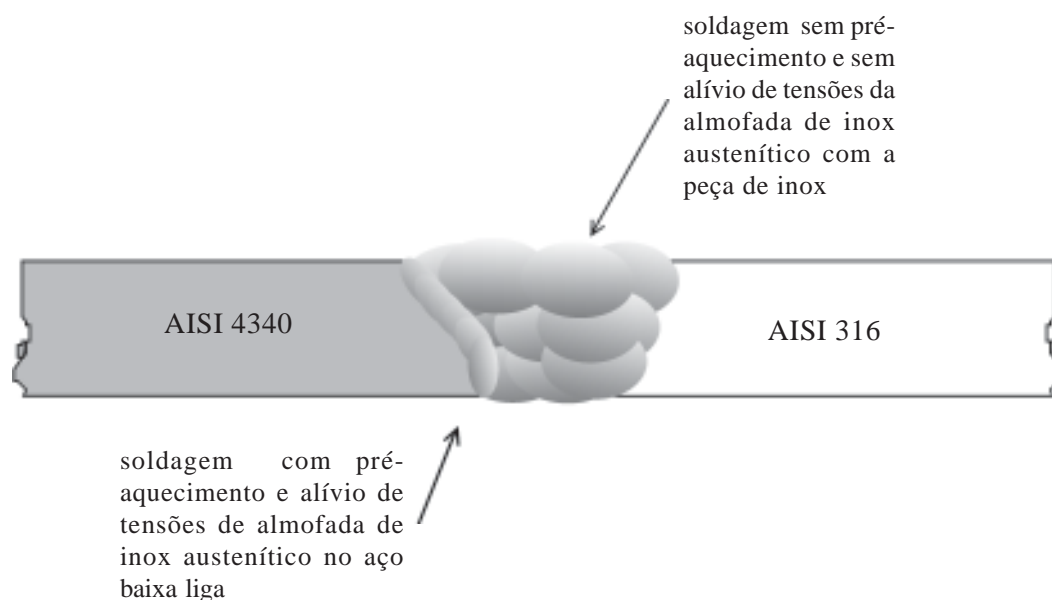 soldagem sem pré-
aquecimento e sem
alívio de tensões da
almofada de inox
austenítico com a
peça de inox
AISI 4340
AISI 316
soldagem com pré-
aquecimento e alívio de
tensões de almofada de
inox austenítico no aço
baixa liga